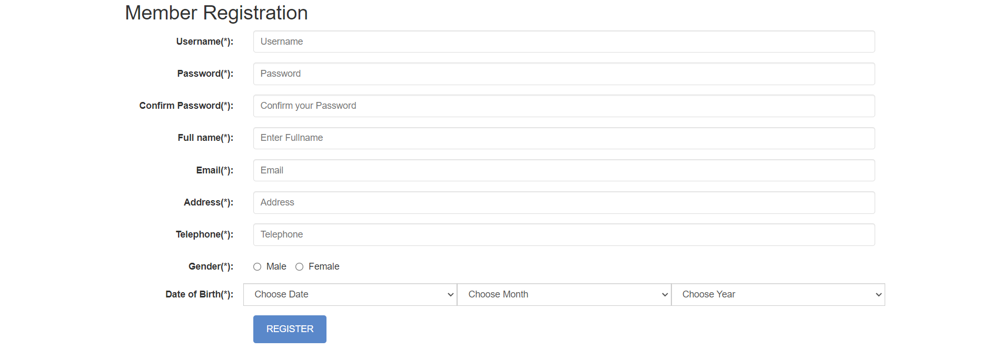 Member Registration
Username(*): Username
Password(*): Password
Confirm Password(*): Confirm your Password
Full name(*): Enter Fullname
Email(*): Email
Address(*): Address
Telephone(*): Telephone
Gender(*): Male Female
Date of Birth(*): Choose Date Choose Month Choose Year
REGISTER